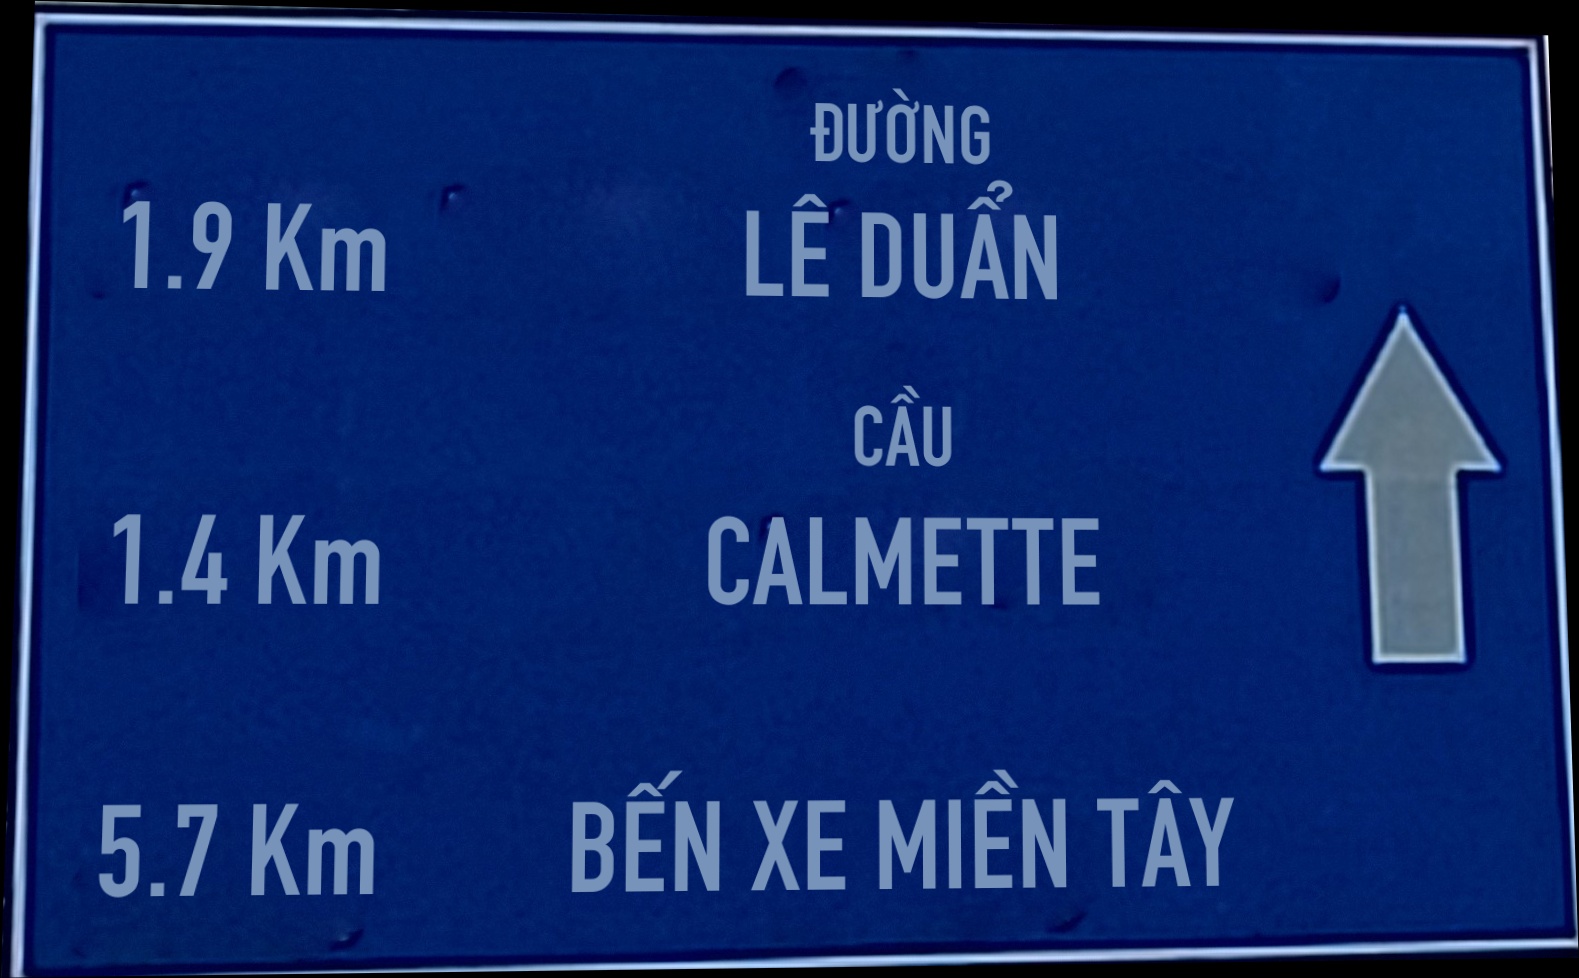 ĐƯỜNG
1.9 Km LÊ DUẨN
CẦU
1.4 Km CALMETTE
5.7 Km BẾN XE MIỀN TÂY